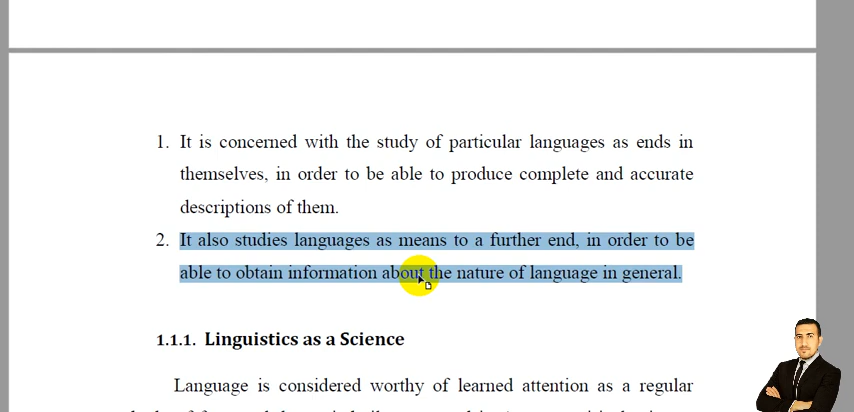 1. It is concerned with the study of particular languages as ends in
themselves, in order to be able to produce complete and accurate
descriptions of them.
2. It also studies languages as means to a further end, in order to be
able to obtain information about the nature of language in general.
1.1.1. Linguistics as a Science
Language is considered worthy of learned attention as a regular